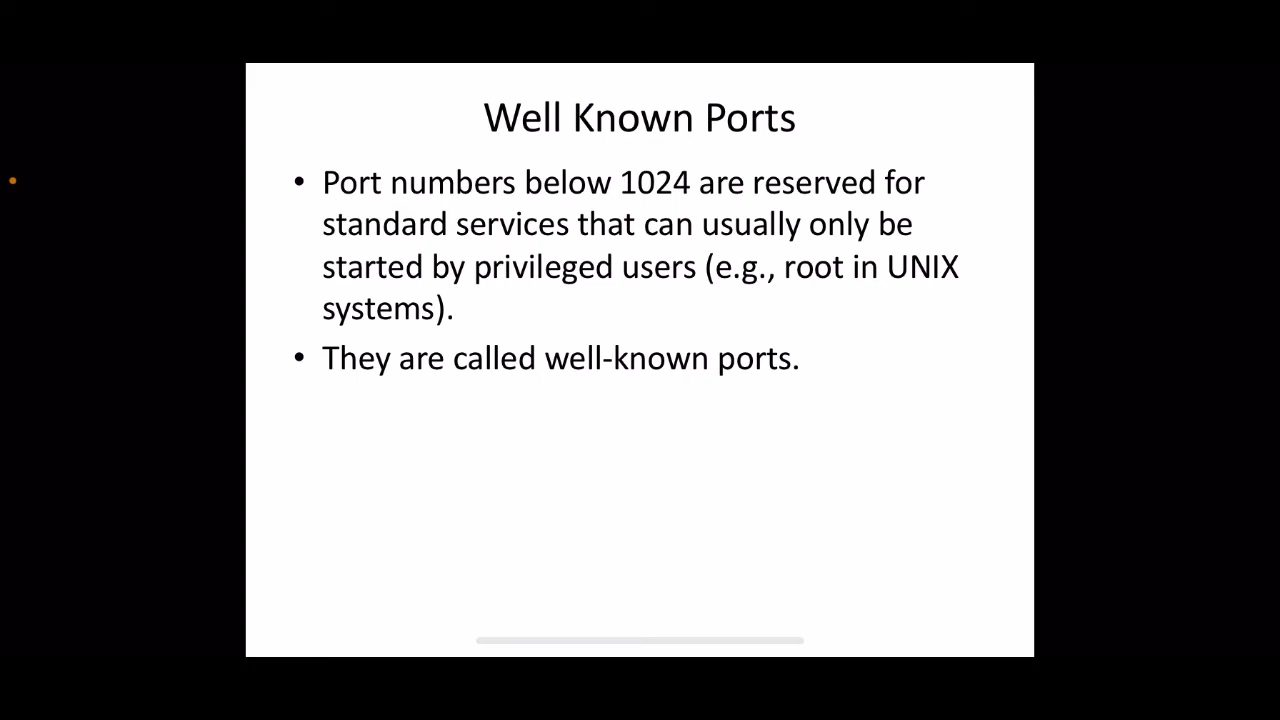 Well Known Ports
• Port numbers below 1024 are reserved for
standard services that can usually only be
started by privileged users (e.g., root in UNIX
systems).
• They are called well-known ports.